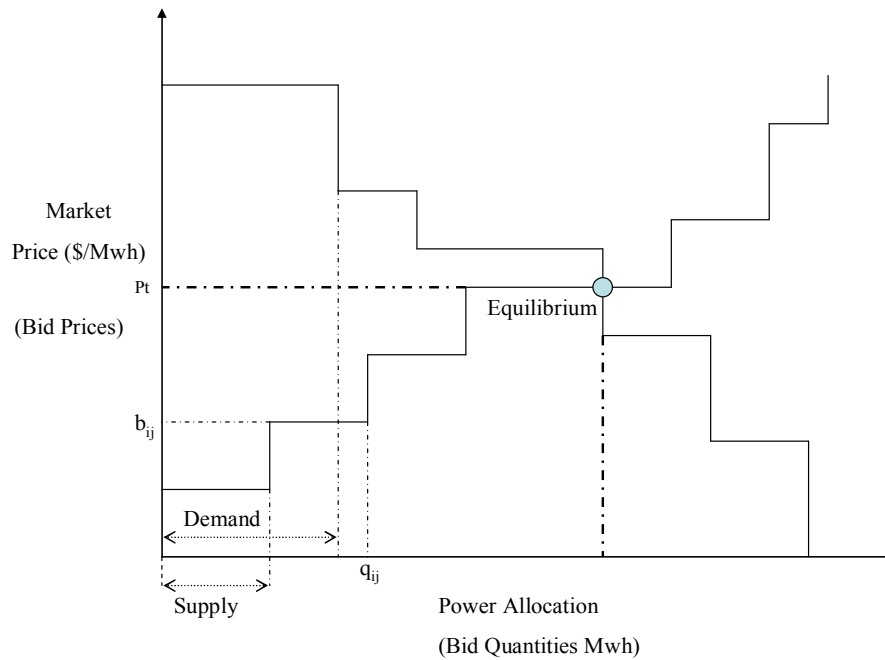 Market
Price ($/Mwh)
Pt
(Bid Prices)
Equilibrium
bij
Demand
qij
Supply
Power Allocation
(Bid Quantities Mwh)